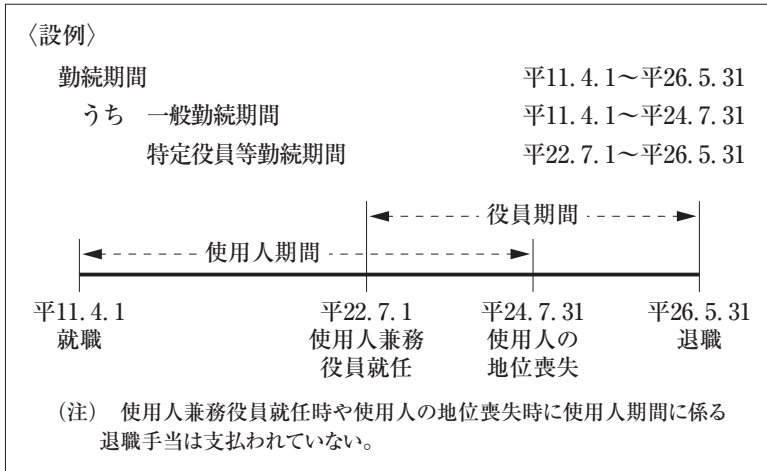 〈設例〉
勤続期間 平11. 4. 1〜平26. 5. 31
うち 一般勤続期間 平11. 4. 1〜平24. 7. 31
特定役員等勤続期間 平22. 7. 1〜平26. 5. 31
役員期間
使用人期間
平11. 4. 1 平22. 7. 1 平24. 7. 31 平26. 5. 31
就職 使用人兼務 使用人の 退職
役員就任 地位喪失
（注） 使用人兼務役員就任時や使用人の地位喪失時に使用人期間に係る
退職手当は支払われていない。